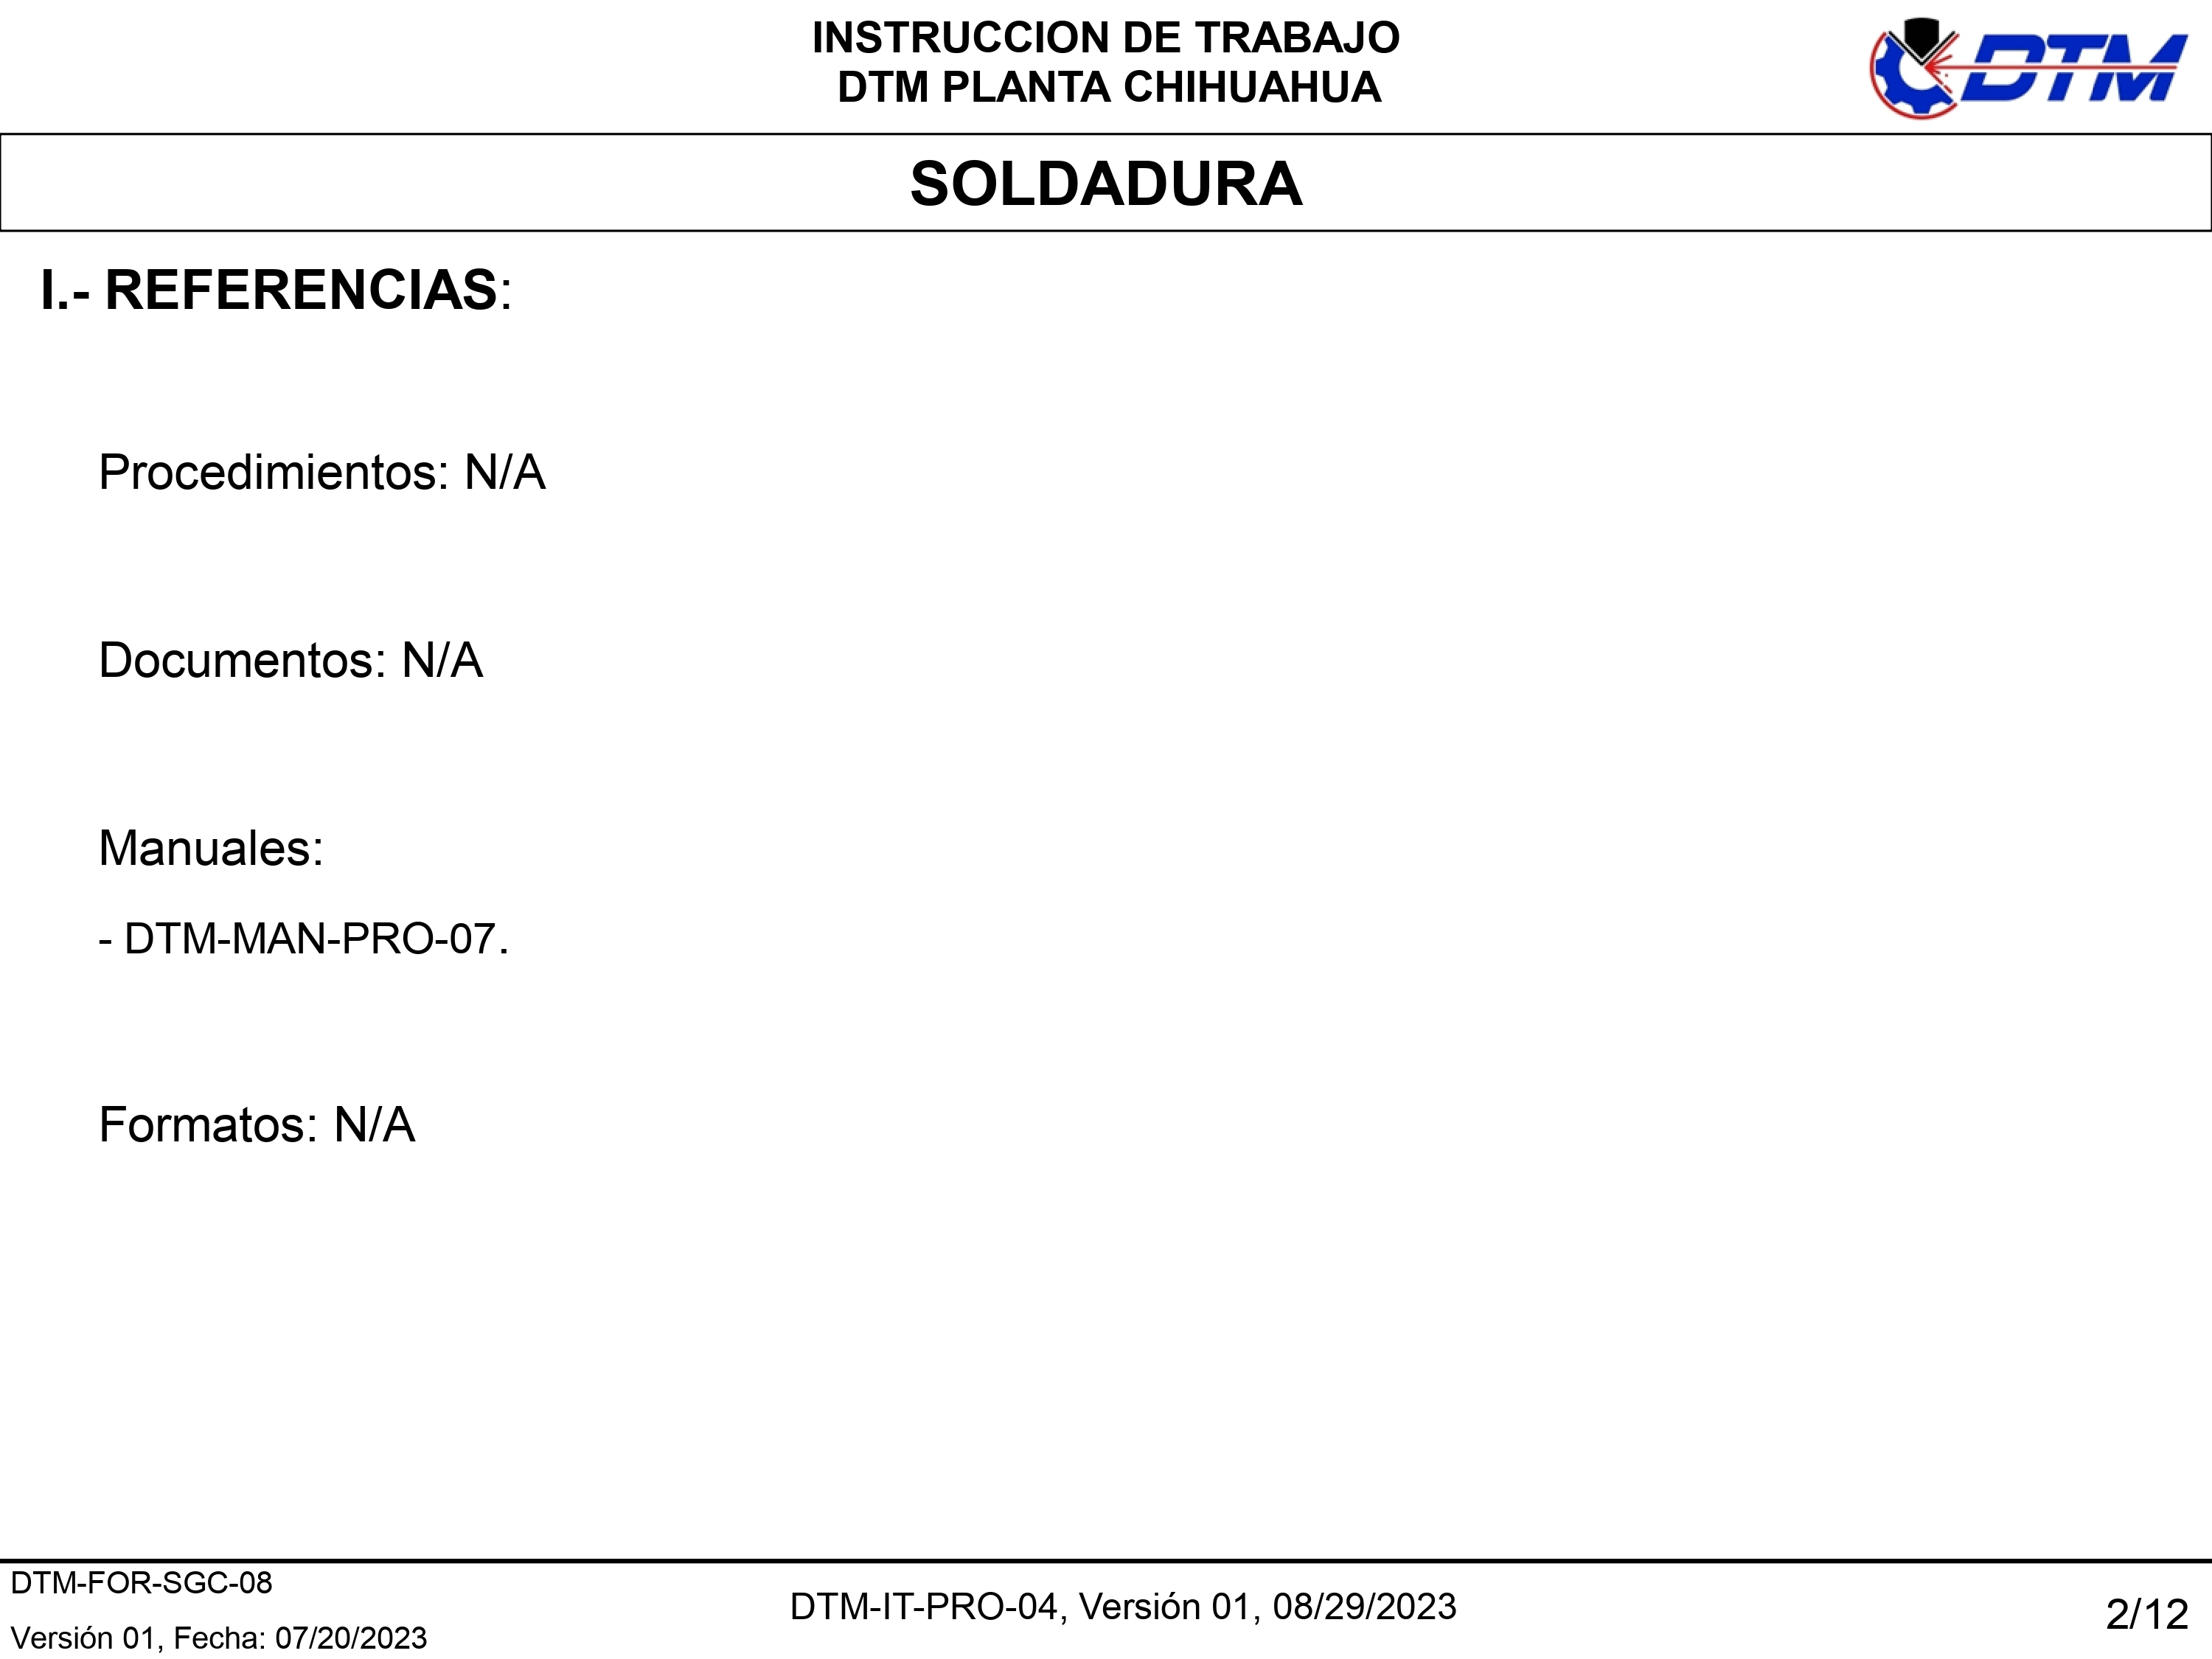 INSTRUCCION DE TRABAJO
DTM PLANTA CHIHUAHUA
DTM
SOLDADURA
I.- REFERENCIAS:
Procedimientos: N/A
Documentos: N/A
Manuales:
- DTM-MAN-PRO-07.
Formatos: N/A
DTM-FOR-SGC-08
Versión 01, Fecha: 07/20/2023
DTM-IT-PRO-04, Versión 01, 08/29/2023
2/12